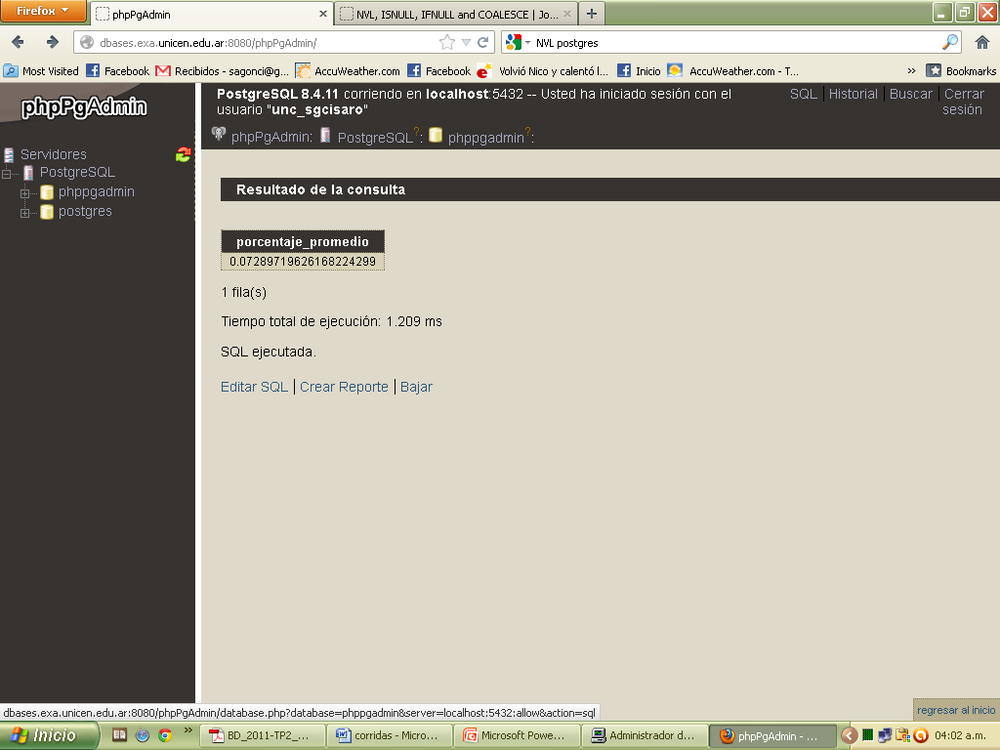 Firefox
phpPgAdmin
NVL, ISNULL, IFNULL and COALESCE | Jo...
dbases.exa.unicen.edu.ar:8080/phpPgAdmin/
NVL postgres
Most Visited
Facebook
Recibidos - sagonci@g...
AccuWeather.com
Facebook
Volvió Nico y calentó l...
Inicio
AccuWeather.com - T...
»
Bookmarks
phpPgAdmin
Servidores
PostgreSQL
phppgadmin
postgres
PostgreSQL 8.4.11 corriendo en localhost:5432 -- Usted ha iniciado sesión con el
usuario "unc_sgcisaro"
SQL | Historial | Buscar | Cerrar
sesión
phpPgAdmin: PostgreSQL?: phppgadmin?:
Resultado de la consulta
porcentaje_promedio
0.07289719626168224299
1 fila(s)
Tiempo total de ejecución: 1.209 ms
SQL ejecutada.
Editar SQL | Crear Reporte | Bajar
regresar al inicio
dbases.exa.unicen.edu.ar:8080/phpPgAdmin/database.php?database=phppgadmin&server=localhost:5432:allow&action=sql
Inicio
»
BD_2011-TP2_...
corridas - Micro...
Microsoft Powe...
Administrador d...
phpPgAdmin - ...
04:02 a.m.